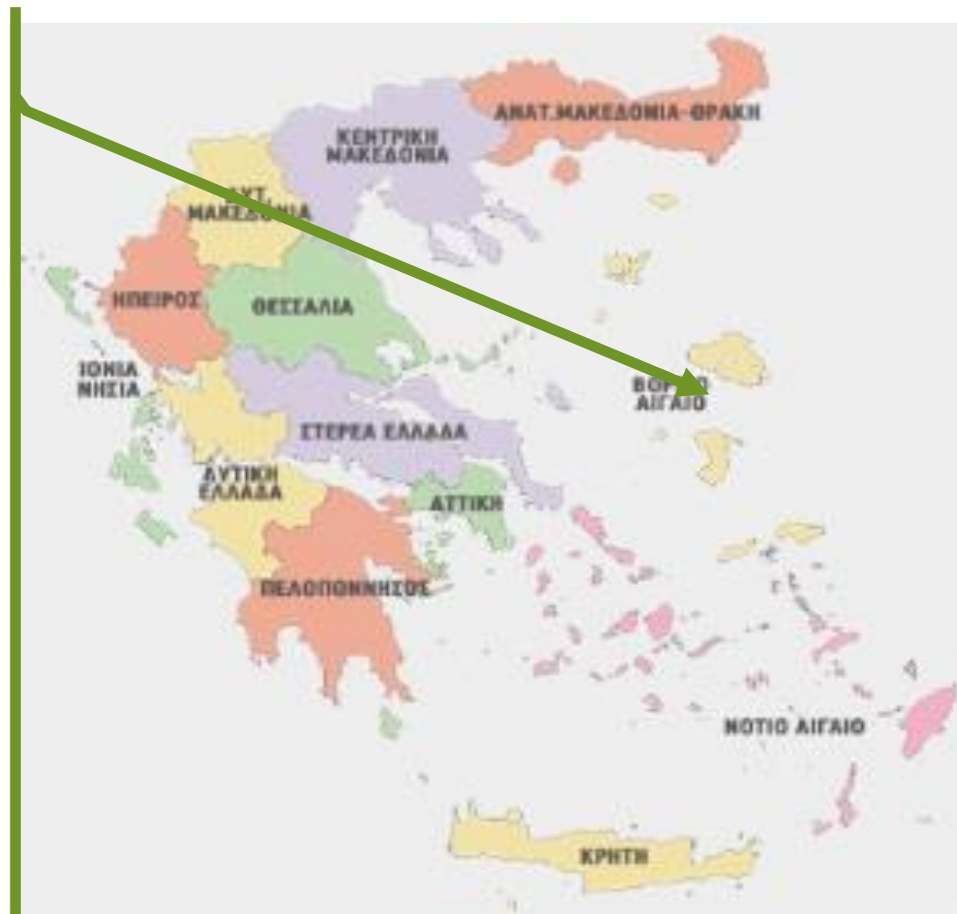 ΑΝΑΤ.ΜΑΚΕΔΟΝΙΑ-ΘΡΑΚΗ
ΚΕΝΤΡΙΚΗ
ΜΑΚΕΔΟΝΙΑ
ΜΑΚΕΔΟΝΙΑ
ΗΠΕΙΡΟΣ
ΘΕΣΣΑΛΙΑ
ΙΟΝΙΑ
ΝΗΣΙΑ
ΑΙΓΑΙΟ
ΣΤΕΡΕΑ ΕΛΛΑΔΑ
ΔΥΤΙΚΗ
ΕΛΛΑΔΑ
ΑΤΤΙΚΗ
ΠΕΛΟΠΟΝΝΗΣΟΣ
ΝΟΤΙΟ ΑΙΓΑΙΟ
ΚΡΗΤΗ